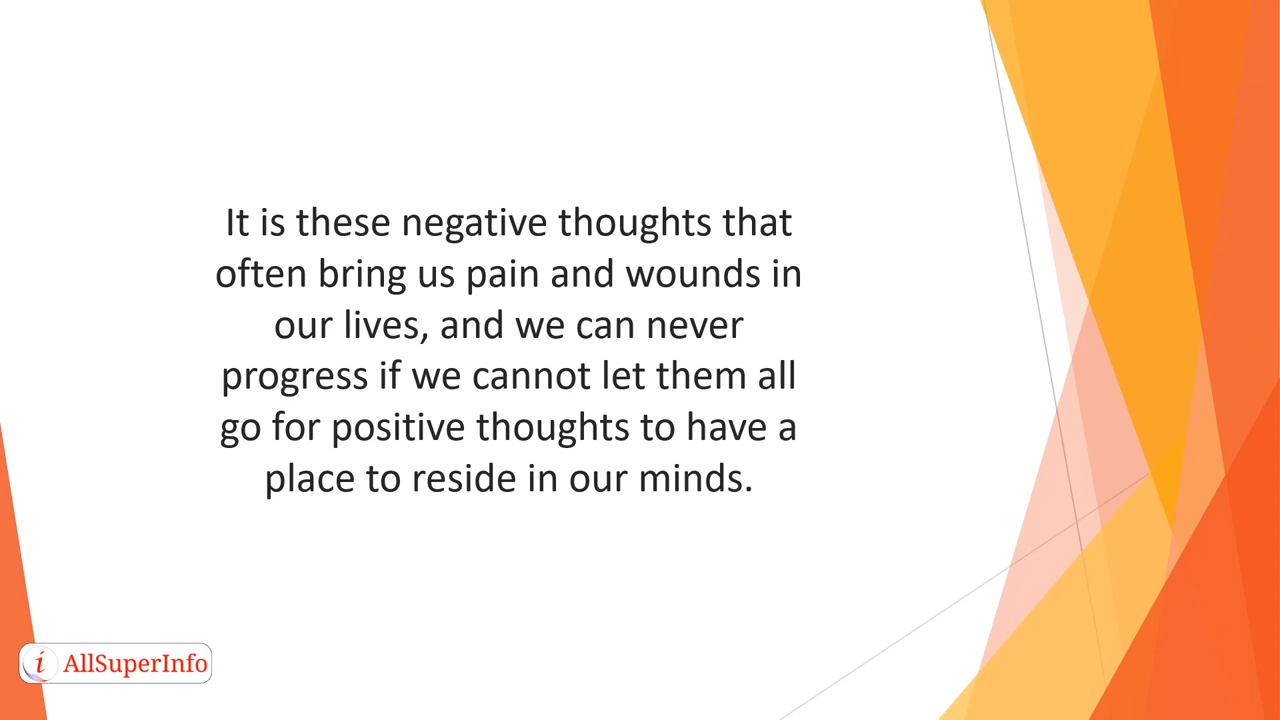 It is these negative thoughts that
often bring us pain and wounds in
our lives, and we can never
progress if we cannot let them all
go for positive thoughts to have a
place to reside in our minds.
i AllSuperInfo